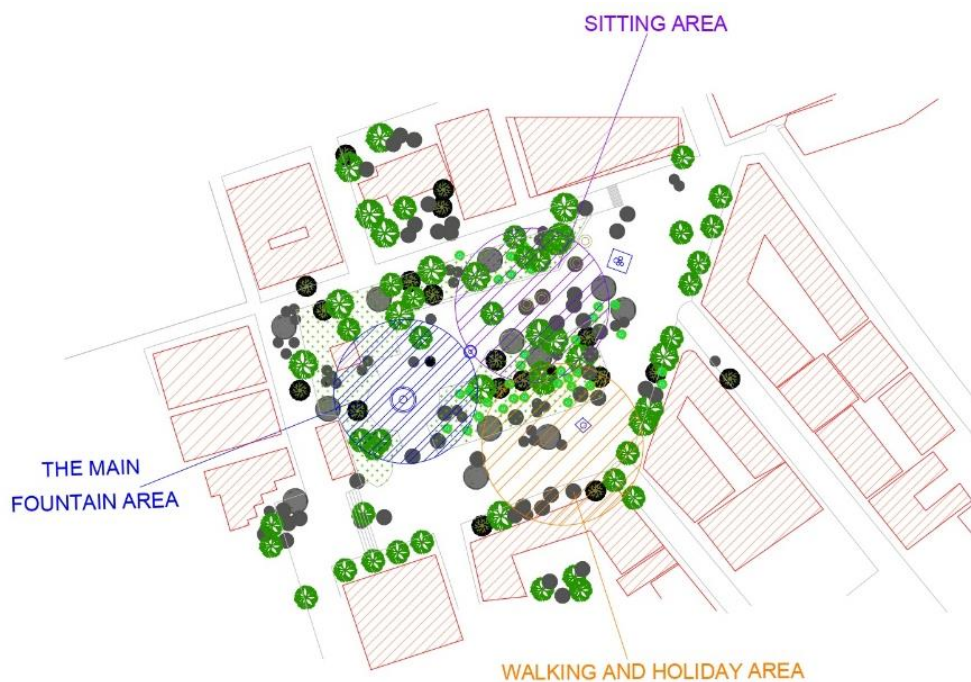 SITTING AREA
THE MAIN
FOUNTAIN AREA
WALKING AND HOLIDAY AREA